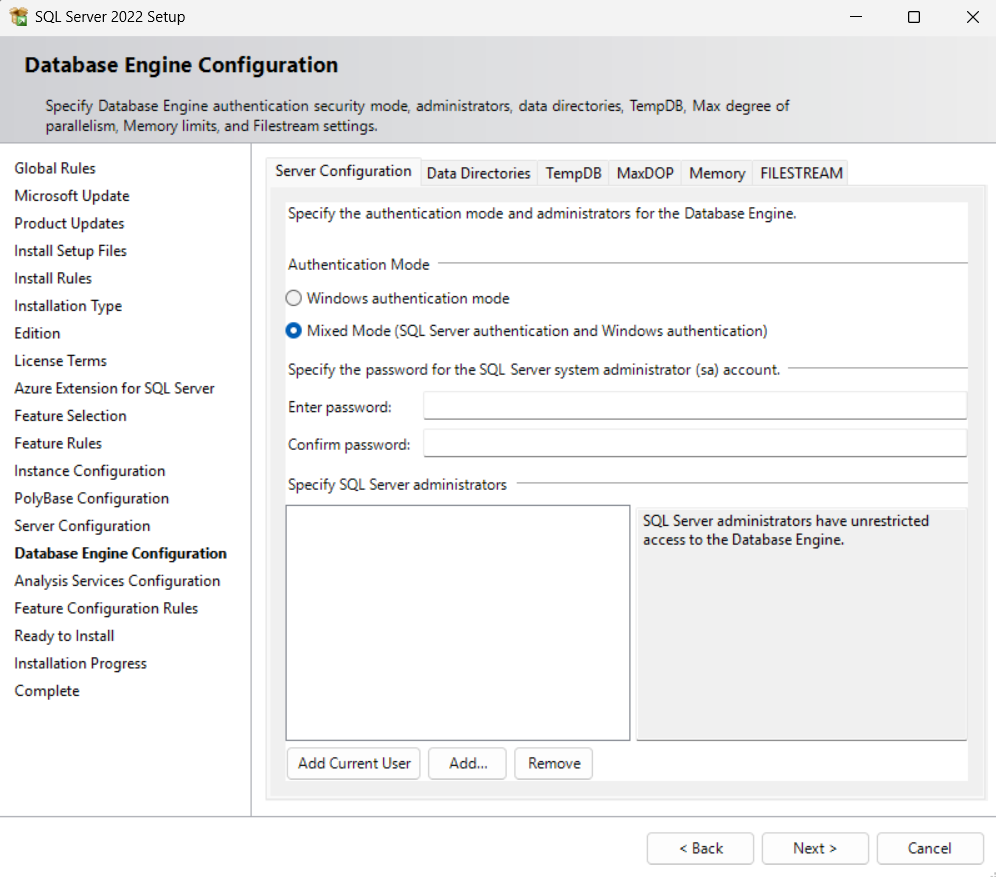 SQL Server 2022 Setup
Database Engine Configuration
Specify Database Engine authentication security mode, administrators, data directories, TempDB, Max degree of
parallelism, Memory limits, and Filestream settings.
Global Rules
Microsoft Update
Product Updates
Install Setup Files
Install Rules
Installation Type
Edition
License Terms
Azure Extension for SQL Server
Feature Selection
Feature Rules
Instance Configuration
PolyBase Configuration
Server Configuration
Database Engine Configuration
Analysis Services Configuration
Feature Configuration Rules
Ready to Install
Installation Progress
Complete
Server Configuration Data Directories TempDB MaxDOP Memory FILESTREAM
Specify the authentication mode and administrators for the Database Engine.
Authentication Mode
Windows authentication mode
Mixed Mode (SQL Server authentication and Windows authentication)
Specify the password for the SQL Server system administrator (sa) account.
Enter password:
Confirm password:
Specify SQL Server administrators
SQL Server administrators have unrestricted
access to the Database Engine.
Add Current User Add... Remove
< Back Next > Cancel